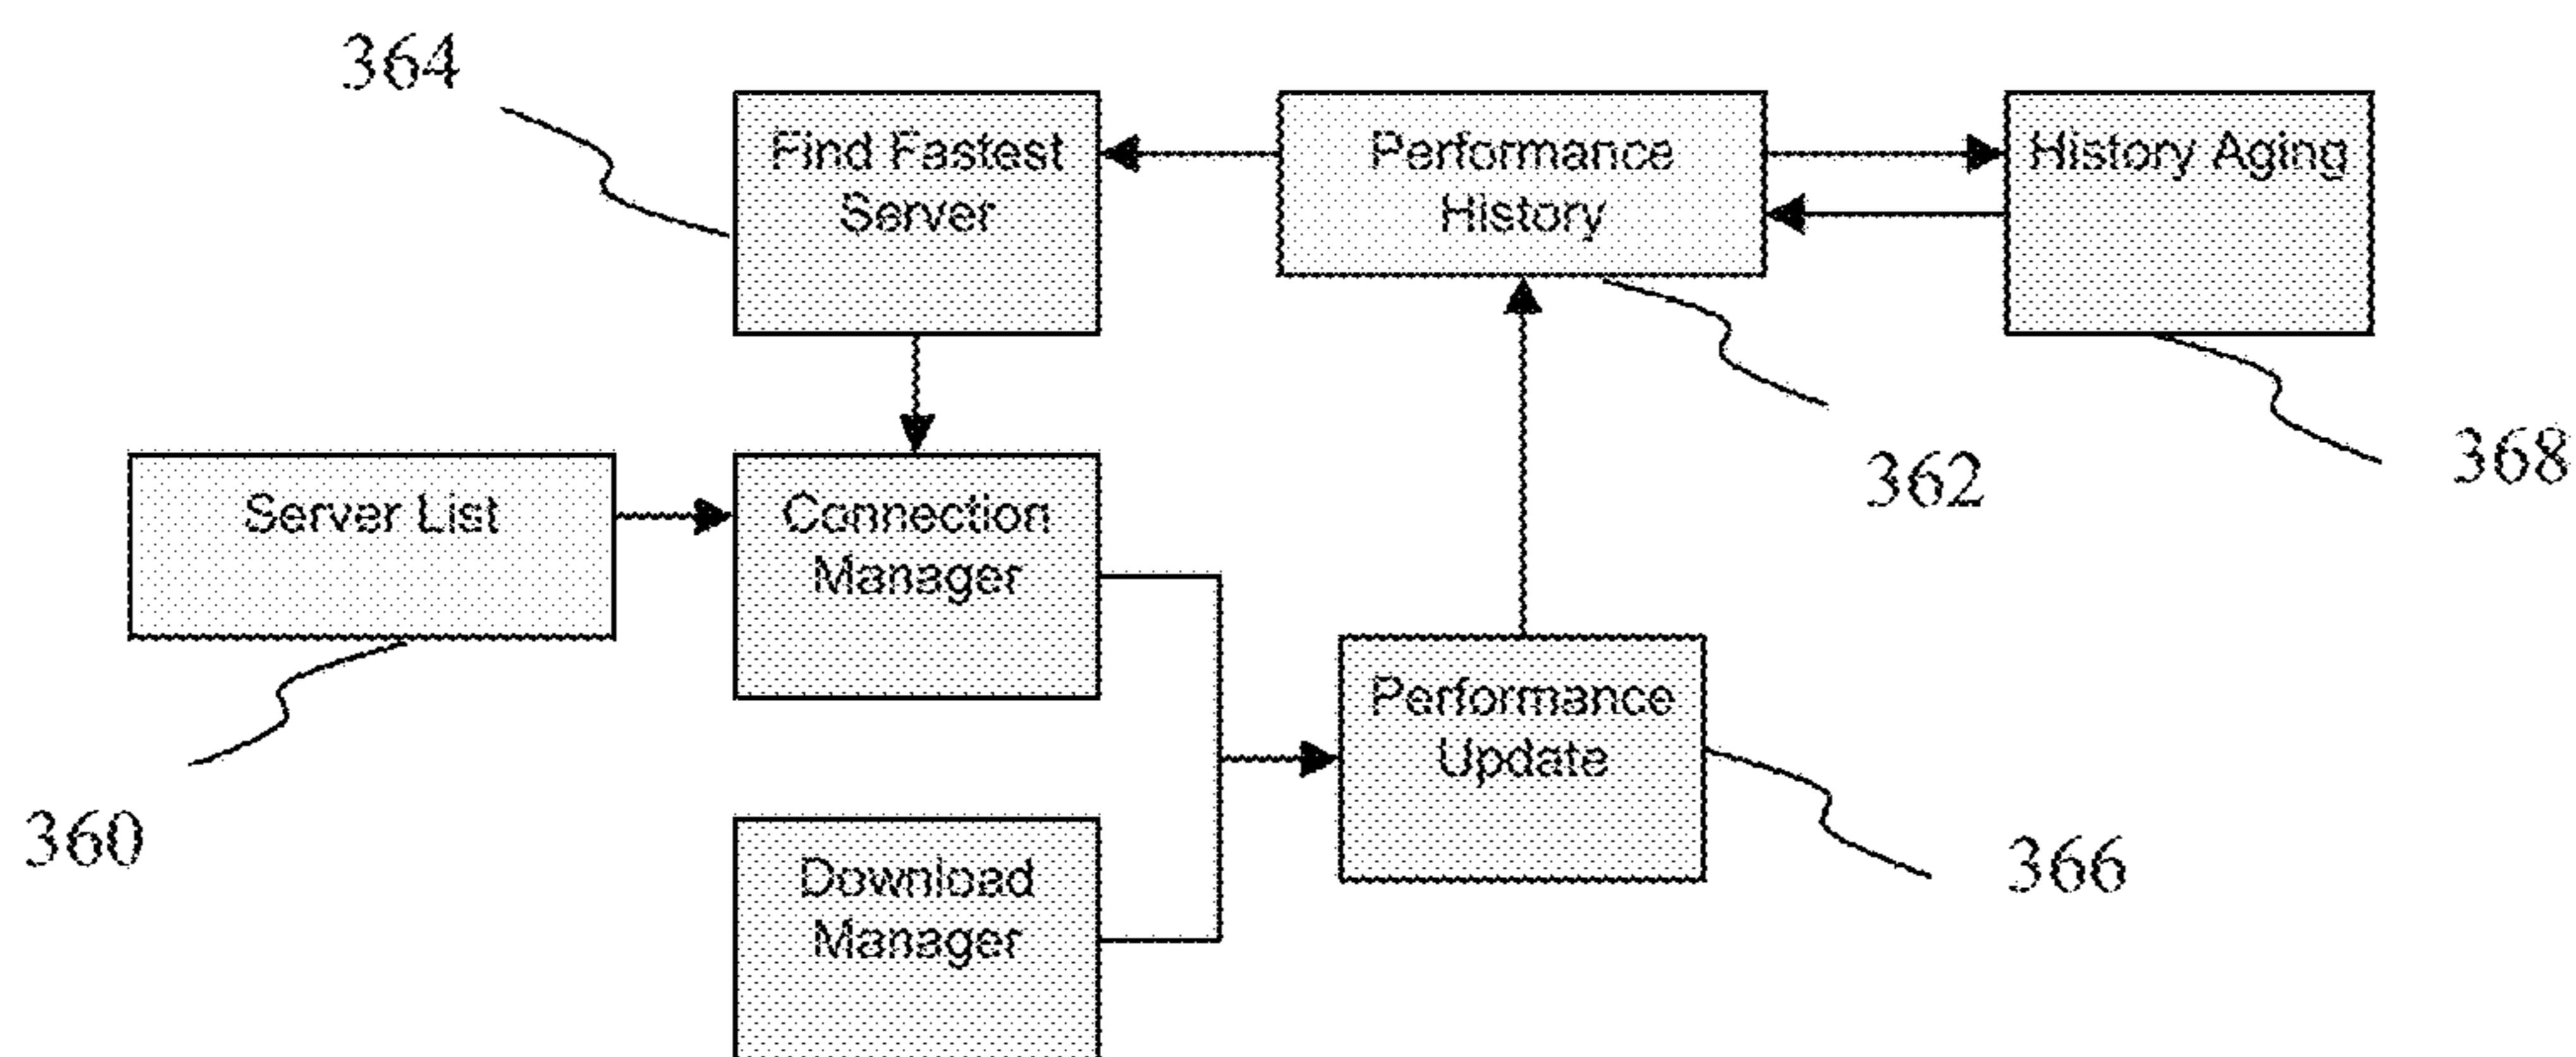 364
Find Fastest
Server
Performance
History
History Aging
Server List
Connection
Manager
362
368
Performance
Update
360
Download
Manager
366